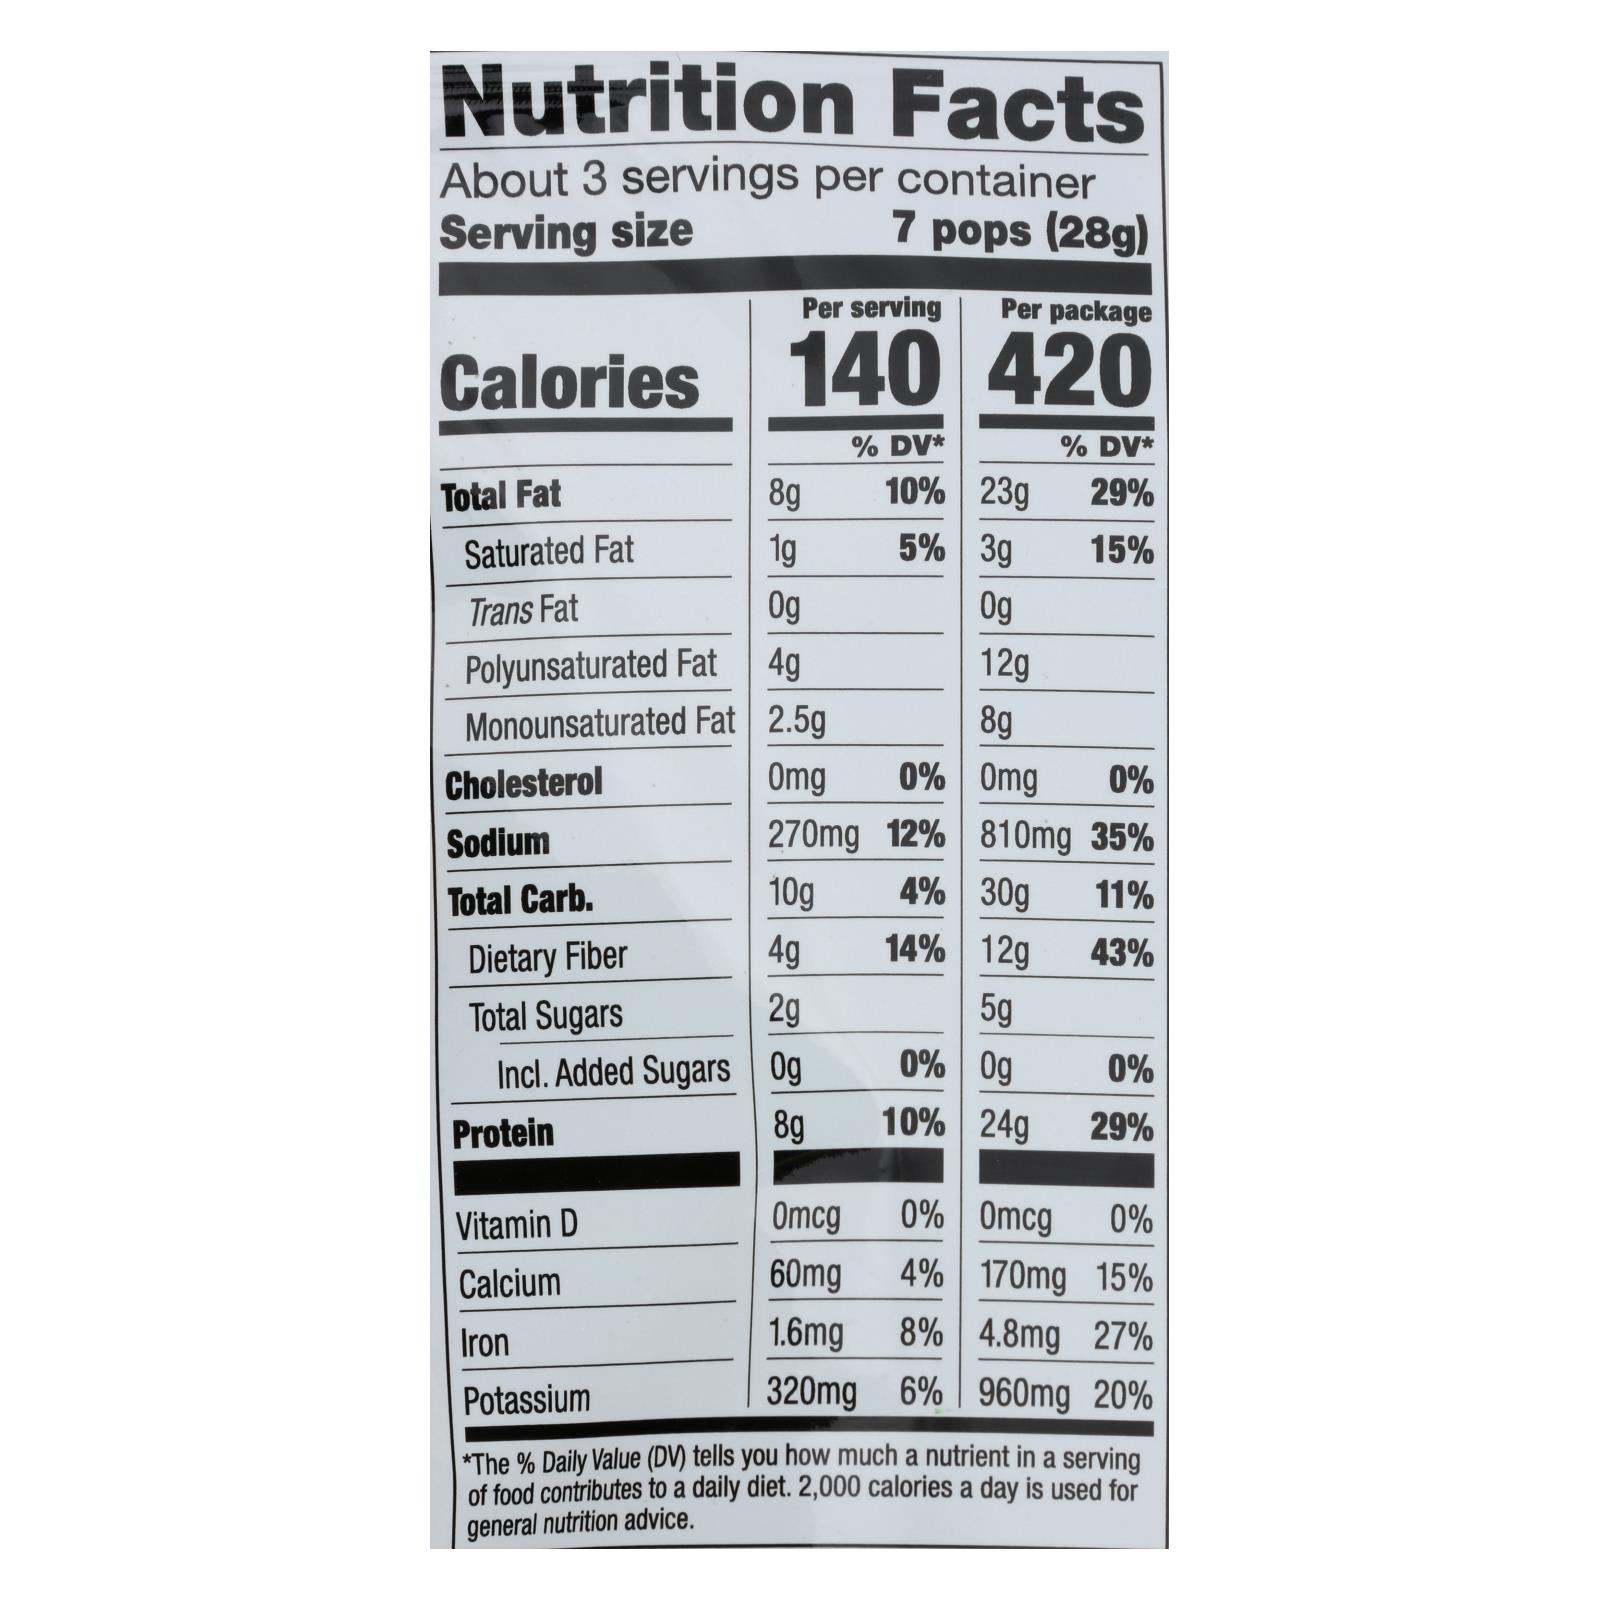 Nutrition Facts
About 3 servings per container
Serving size 7 pops (28g)
Per serving Per package
Calories 140 420
% DV* % DV*
Total Fat 8g 10% 23g 29%
Saturated Fat 1g 5% 3g 15%
Trans Fat 0g 0g
Polyunsaturated Fat 4g 12g
Monounsaturated Fat 2.5g 8g
Cholesterol 0mg 0% 0mg 0%
Sodium 270mg 12% 810mg 35%
Total Carb. 10g 4% 30g 11%
Dietary Fiber 4g 14% 12g 43%
Total Sugars 2g 5g
Incl. Added Sugars 0g 0% 0g 0%
Protein 8g 10% 24g 29%
Vitamin D 0mcg 0% 0mcg 0%
Calcium 60mg 4% 170mg 15%
Iron 1.6mg 8% 4.8mg 27%
Potassium 320mg 6% 960mg 20%
*The % Daily Value (DV) tells you how much a nutrient in a serving
of food contributes to a daily diet. 2,000 calories a day is used for
general nutrition advice.